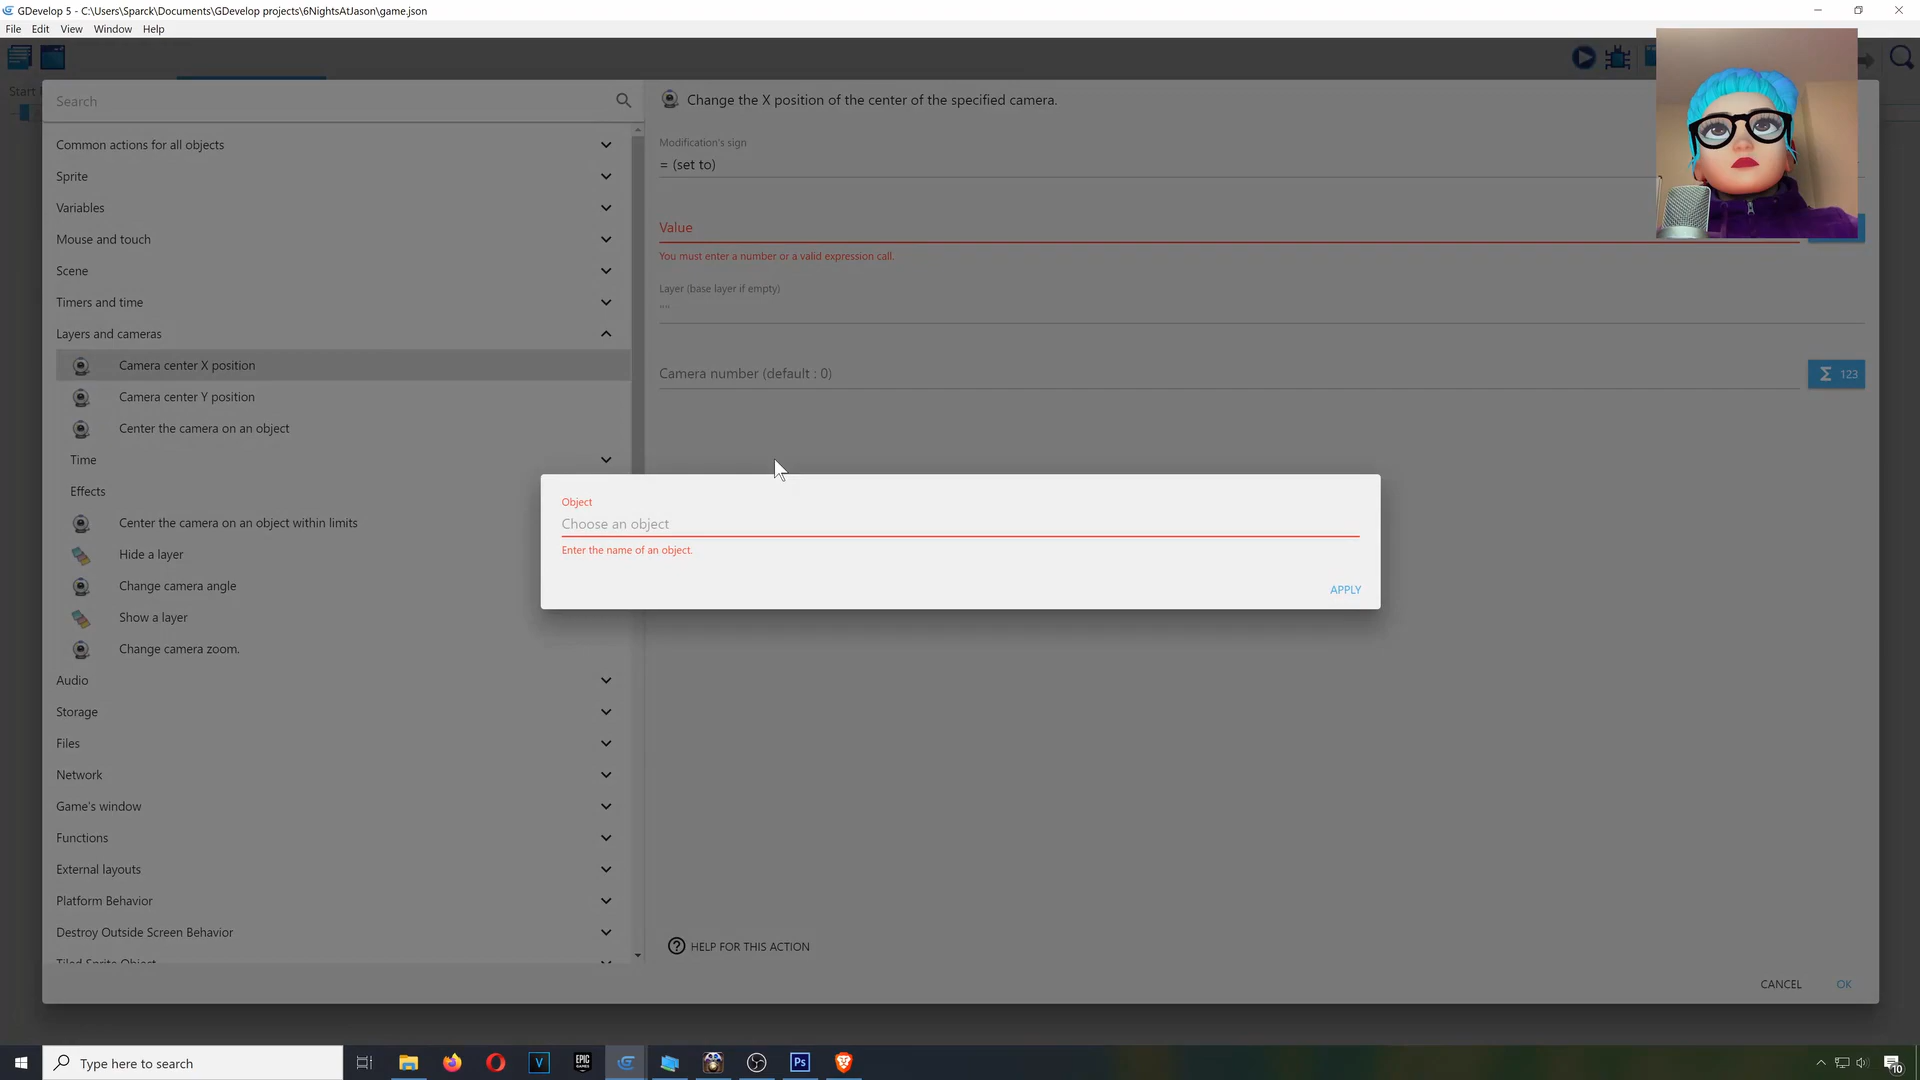 GDevelop 5 - C:\Users\Sparck\Documents\GDevelop projects\6NightsAtJason\game.json
File Edit View Window Help
Start
Search
Change the X position of the center of the specified camera.
Common actions for all objects
Modification's sign
= (set to)
Sprite
Variables
Value
Mouse and touch
You must enter a number or a valid expression call.
Scene
Layer (base layer if empty)
""
Timers and time
Layers and cameras
Camera center X position
Camera number (default : 0)
Σ 123
Camera center Y position
Center the camera on an object
Time
Effects
Object
Choose an object
Enter the name of an object.
APPLY
Center the camera on an object within limits
Hide a layer
Change camera angle
Show a layer
Change camera zoom.
Audio
Storage
Files
Network
Game's window
Functions
External layouts
Platform Behavior
Destroy Outside Screen Behavior
Tiled Sprite Object
? HELP FOR THIS ACTION
CANCEL OK
Type here to search
V
EPIC GAMES
Ps
10